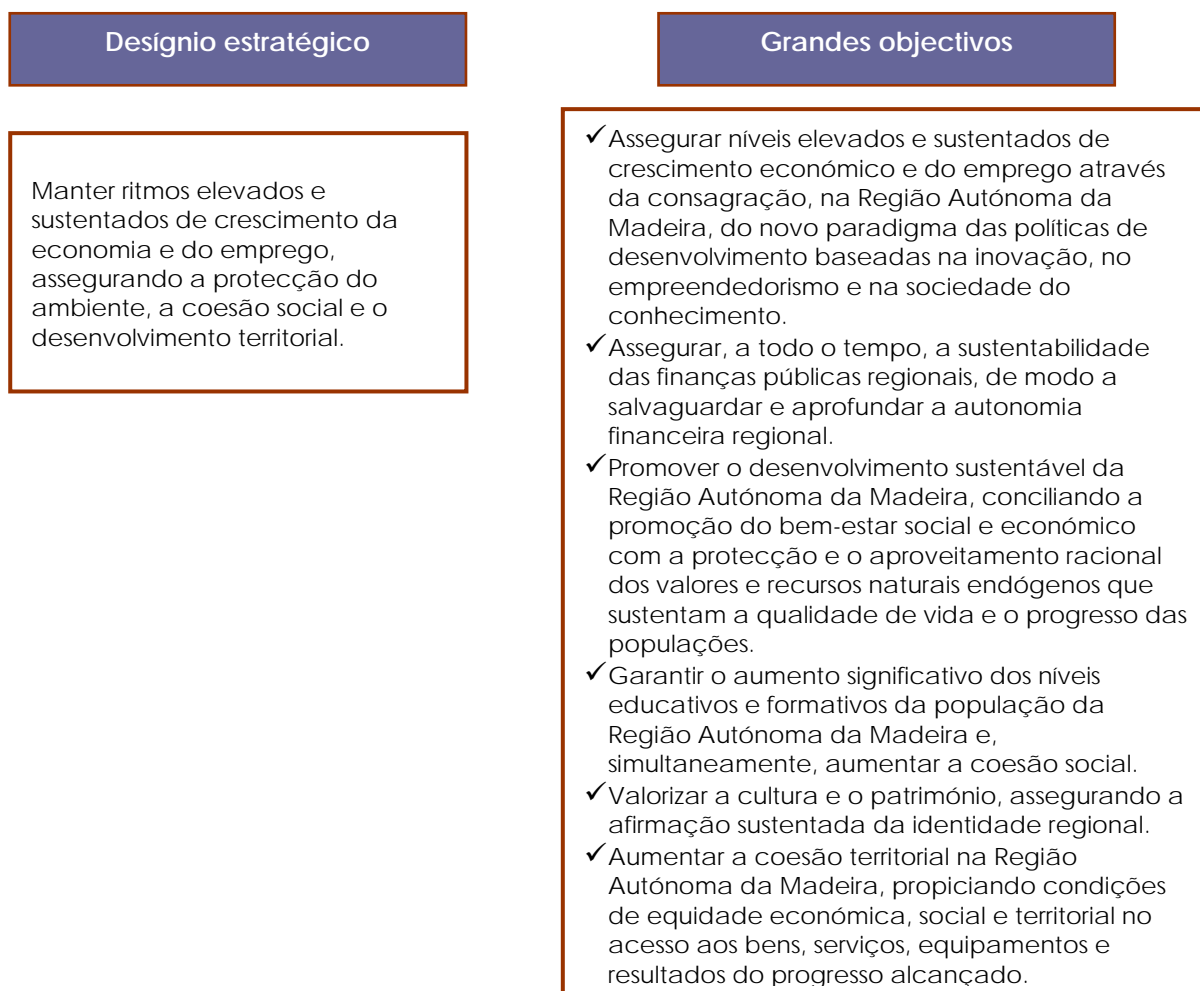 Desígnio estratégico
Manter ritmos elevados e
sustentados de crescimento da
economia e do emprego,
assegurando a protecção do
ambiente, a coesão social e o
desenvolvimento territorial.
Grandes objectivos
✓Assegurar níveis elevados e sustentados de
crescimento económico e do emprego através
da consagração, na Região Autónoma da
Madeira, do novo paradigma das políticas de
desenvolvimento baseadas na inovação, no
empreendedorismo e na sociedade do
conhecimento.
✓Assegurar, a todo o tempo, a sustentabilidade
das finanças públicas regionais, de modo a
salvaguardar e aprofundar a autonomia
financeira regional.
✓Promover o desenvolvimento sustentável da
Região Autónoma da Madeira, conciliando a
promoção do bem-estar social e económico
com a protecção e o aproveitamento racional
dos valores e recursos naturais endógenos que
sustentam a qualidade de vida e o progresso das
populações.
✓Garantir o aumento significativo dos níveis
educativos e formativos da população da
Região Autónoma da Madeira e,
simultaneamente, aumentar a coesão social.
✓Valorizar a cultura e o património, assegurando a
afirmação sustentada da identidade regional.
✓Aumentar a coesão territorial na Região
Autónoma da Madeira, propiciando condições
de equidade económica, social e territorial no
acesso aos bens, serviços, equipamentos e
resultados do progresso alcançado.